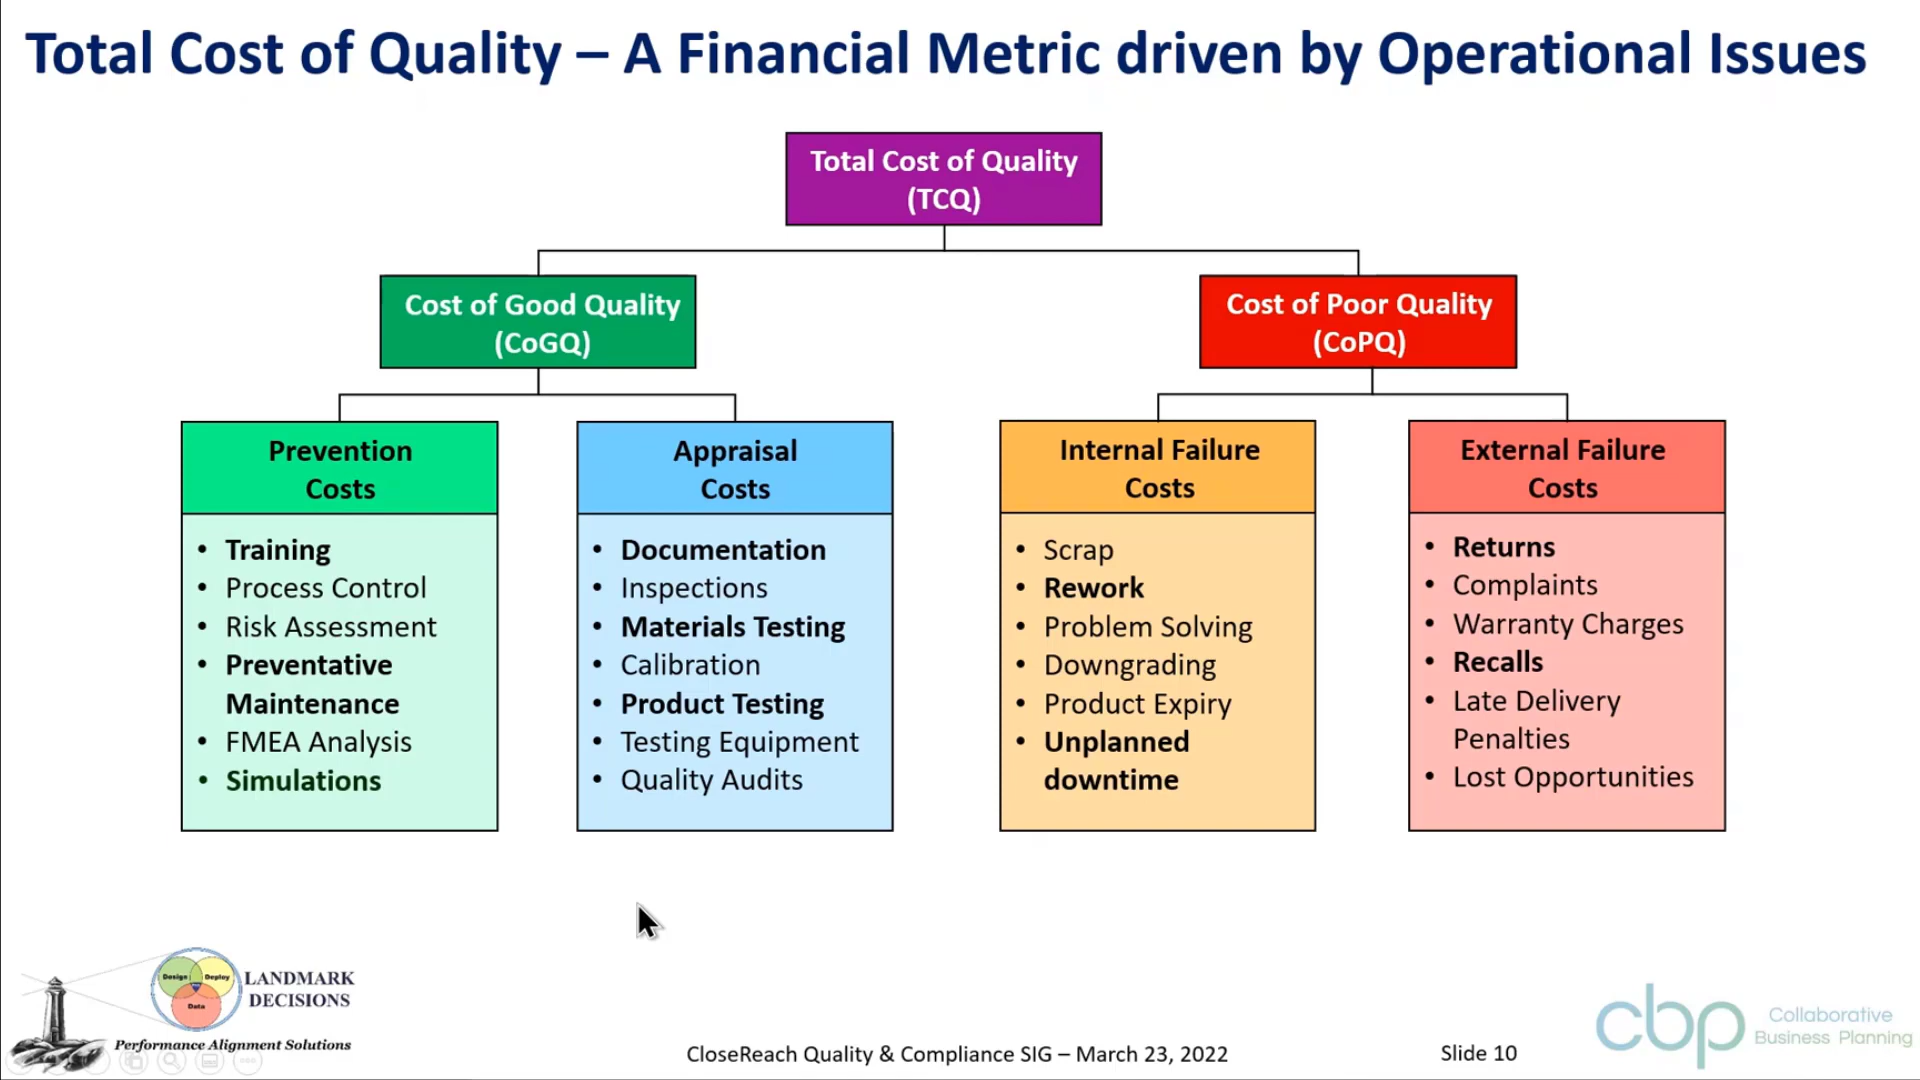 Total Cost of Quality – A Financial Metric driven by Operational Issues
Total Cost of Quality
(TCQ)
Cost of Good Quality
(CoGQ)
Cost of Poor Quality
(CoPQ)
Prevention
Costs
• Training
• Process Control
• Risk Assessment
• Preventative
Maintenance
• FMEA Analysis
• Simulations
Appraisal
Costs
• Documentation
• Inspections
• Materials Testing
• Calibration
• Product Testing
• Testing Equipment
• Quality Audits
Internal Failure
Costs
• Scrap
• Rework
• Problem Solving
• Downgrading
• Product Expiry
• Unplanned
downtime
External Failure
Costs
• Returns
• Complaints
• Warranty Charges
• Recalls
• Late Delivery
Penalties
• Lost Opportunities
Design
Deploy
Data
LANDMARK
DECISIONS
Performance Alignment Solutions
CloseReach Quality & Compliance SIG – March 23, 2022
Slide 10
cbp
Collaborative
Business Planning